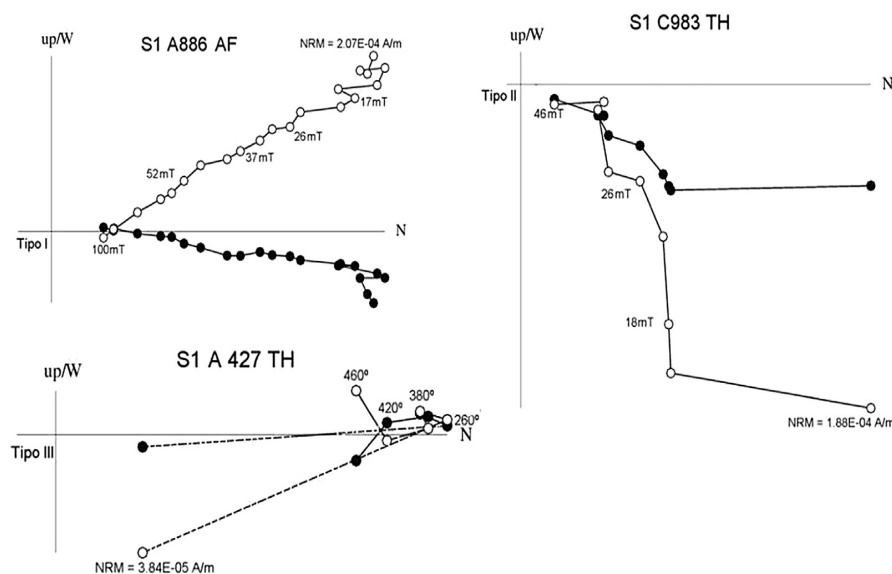 S1 A886 AF
up/W
NRM = 2.07E-04 A/m
17mT
26mT
37mT
52mT
N
Tipo I
100mT
S1 C983 TH
up/W
N
Tipo II
46mT
26mT
18mT
NRM = 1.88E-04 A/m
S1 A 427 TH
up/W
460º
380º
420º
260º
N
Tipo III
NRM = 3.84E-05 A/m